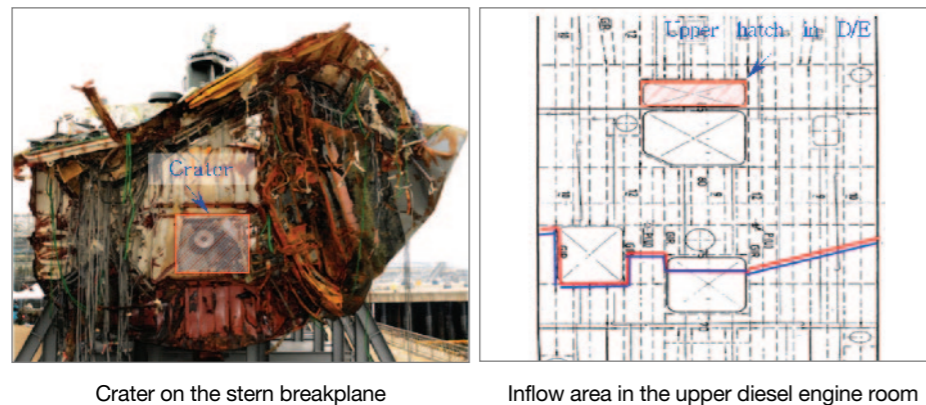 Crater
Upper hatch in D/E
Crater on the stern breakplane
Inflow area in the upper diesel engine room